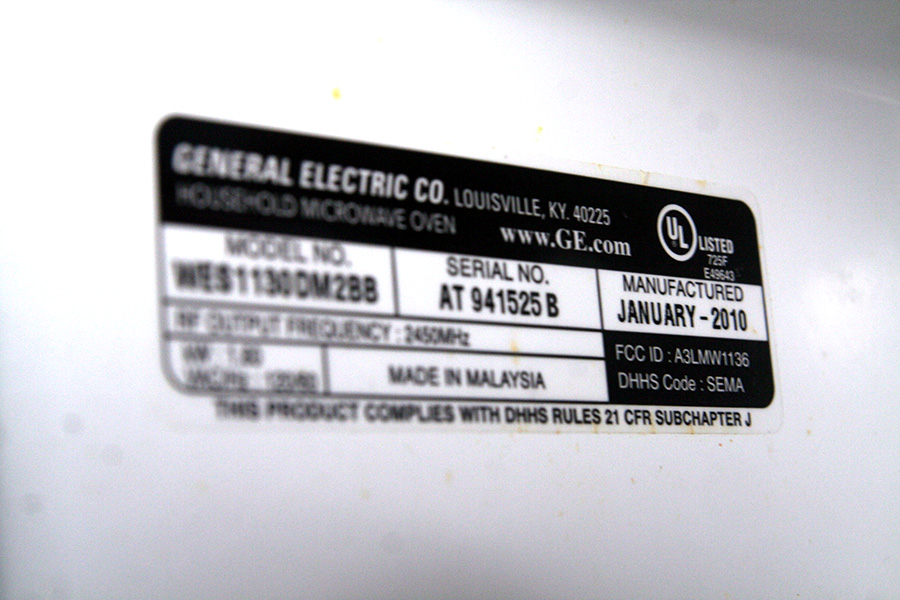 GENERAL ELECTRIC CO. LOUISVILLE, KY. 40225
HOUSEHOLD MICROWAVE OVEN
www.GE.com
UL LISTED
725F
E49643
MODEL NO.
WES1130DM2BB
SERIAL NO.
AT 941525 B
MANUFACTURED
JANUARY - 2010
RF OUTPUT FREQUENCY : 2450MHz
MADE IN MALAYSIA
FCC ID : A3LMW1136
DHHS Code : SEMA
THIS PRODUCT COMPLIES WITH DHHS RULES 21 CFR SUBCHAPTER J